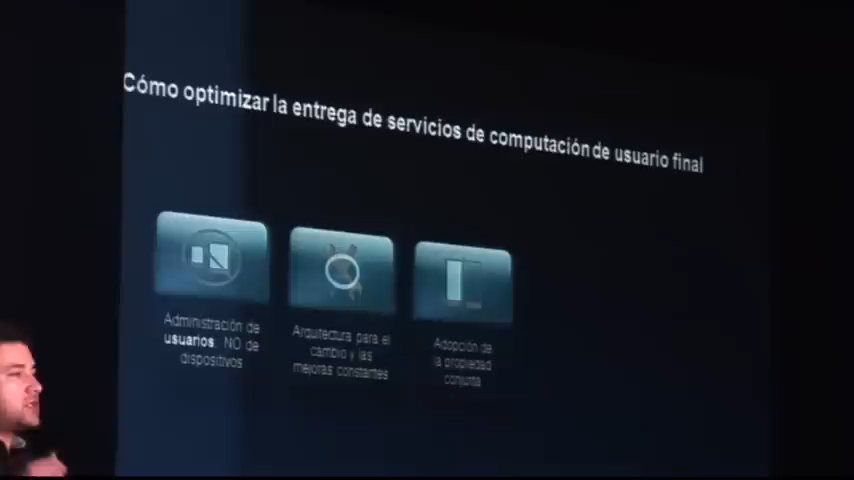 Cómo optimizar la entrega de servicios de computación de usuario final
Administración de
usuarios, NO de
dispositivos
Arquitectura para el
cambio y las
mejoras constantes
Adopción de
la propiedad
conjunta